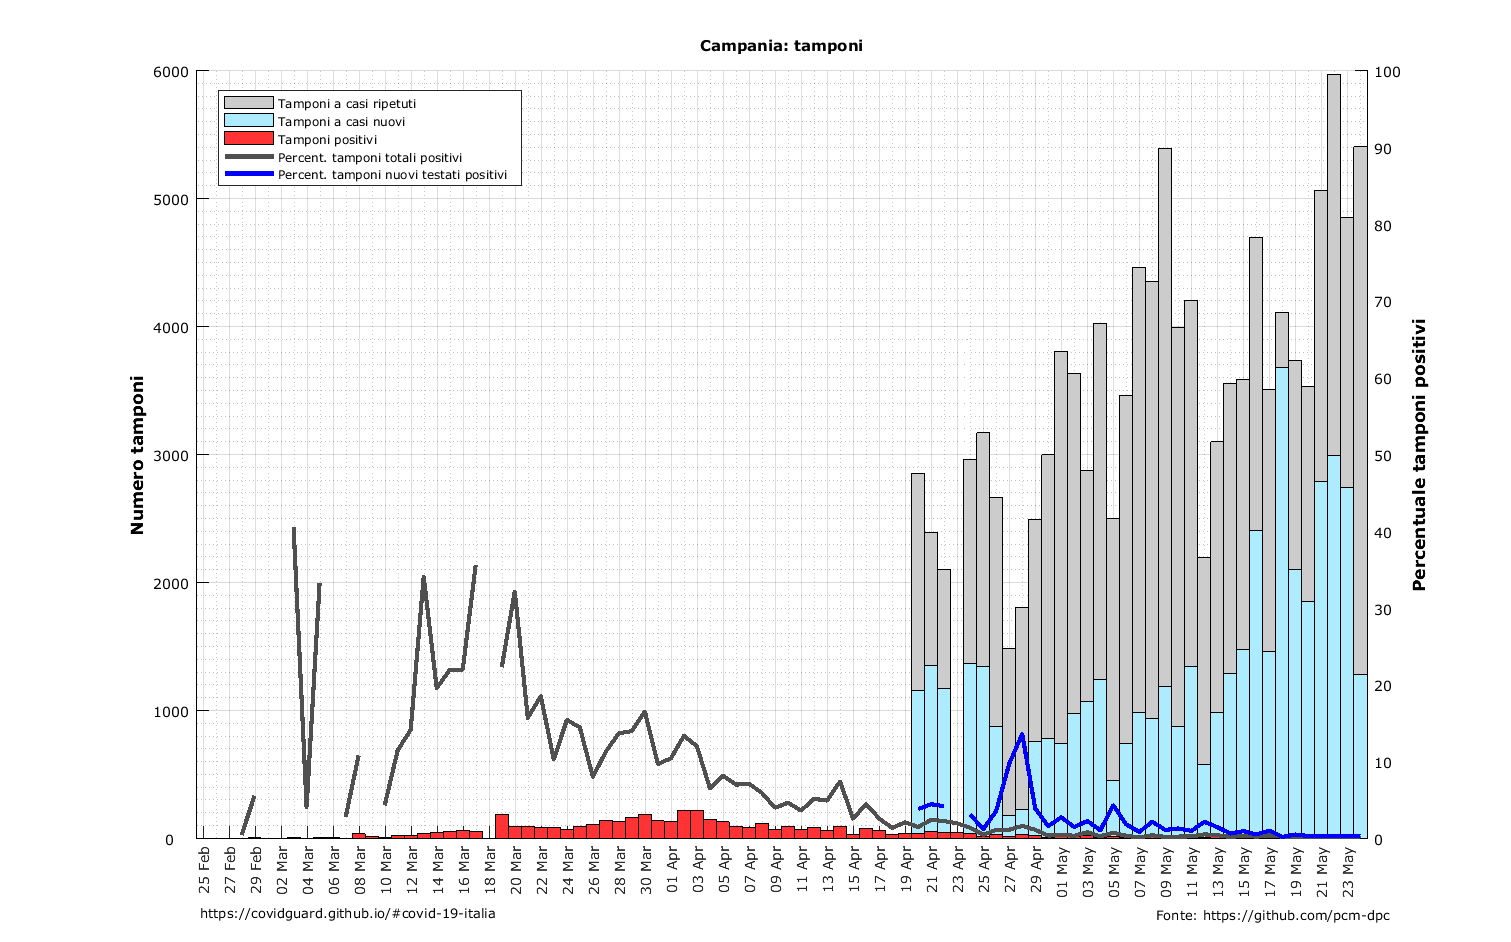 Campania: tamponi
6000
5000
4000
3000
2000
1000
0
Numero tamponi
Tamponi a casi ripetuti
Tamponi a casi nuovi
Tamponi positivi
Percent. tamponi totali positivi
Percent. tamponi nuovi testati positivi
100
90
80
70
60
50
40
30
20
10
0
Percentuale tamponi positivi
25 Feb
27 Feb
29 Feb
02 Mar
04 Mar
06 Mar
08 Mar
10 Mar
12 Mar
14 Mar
16 Mar
18 Mar
20 Mar
22 Mar
24 Mar
26 Mar
28 Mar
30 Mar
01 Apr
03 Apr
05 Apr
07 Apr
09 Apr
11 Apr
13 Apr
15 Apr
17 Apr
19 Apr
21 Apr
23 Apr
25 Apr
27 Apr
29 Apr
01 May
03 May
05 May
07 May
09 May
11 May
13 May
15 May
17 May
19 May
21 May
23 May
https://covidguard.github.io/#covid-19-italia
Fonte: https://github.com/pcm-dpc